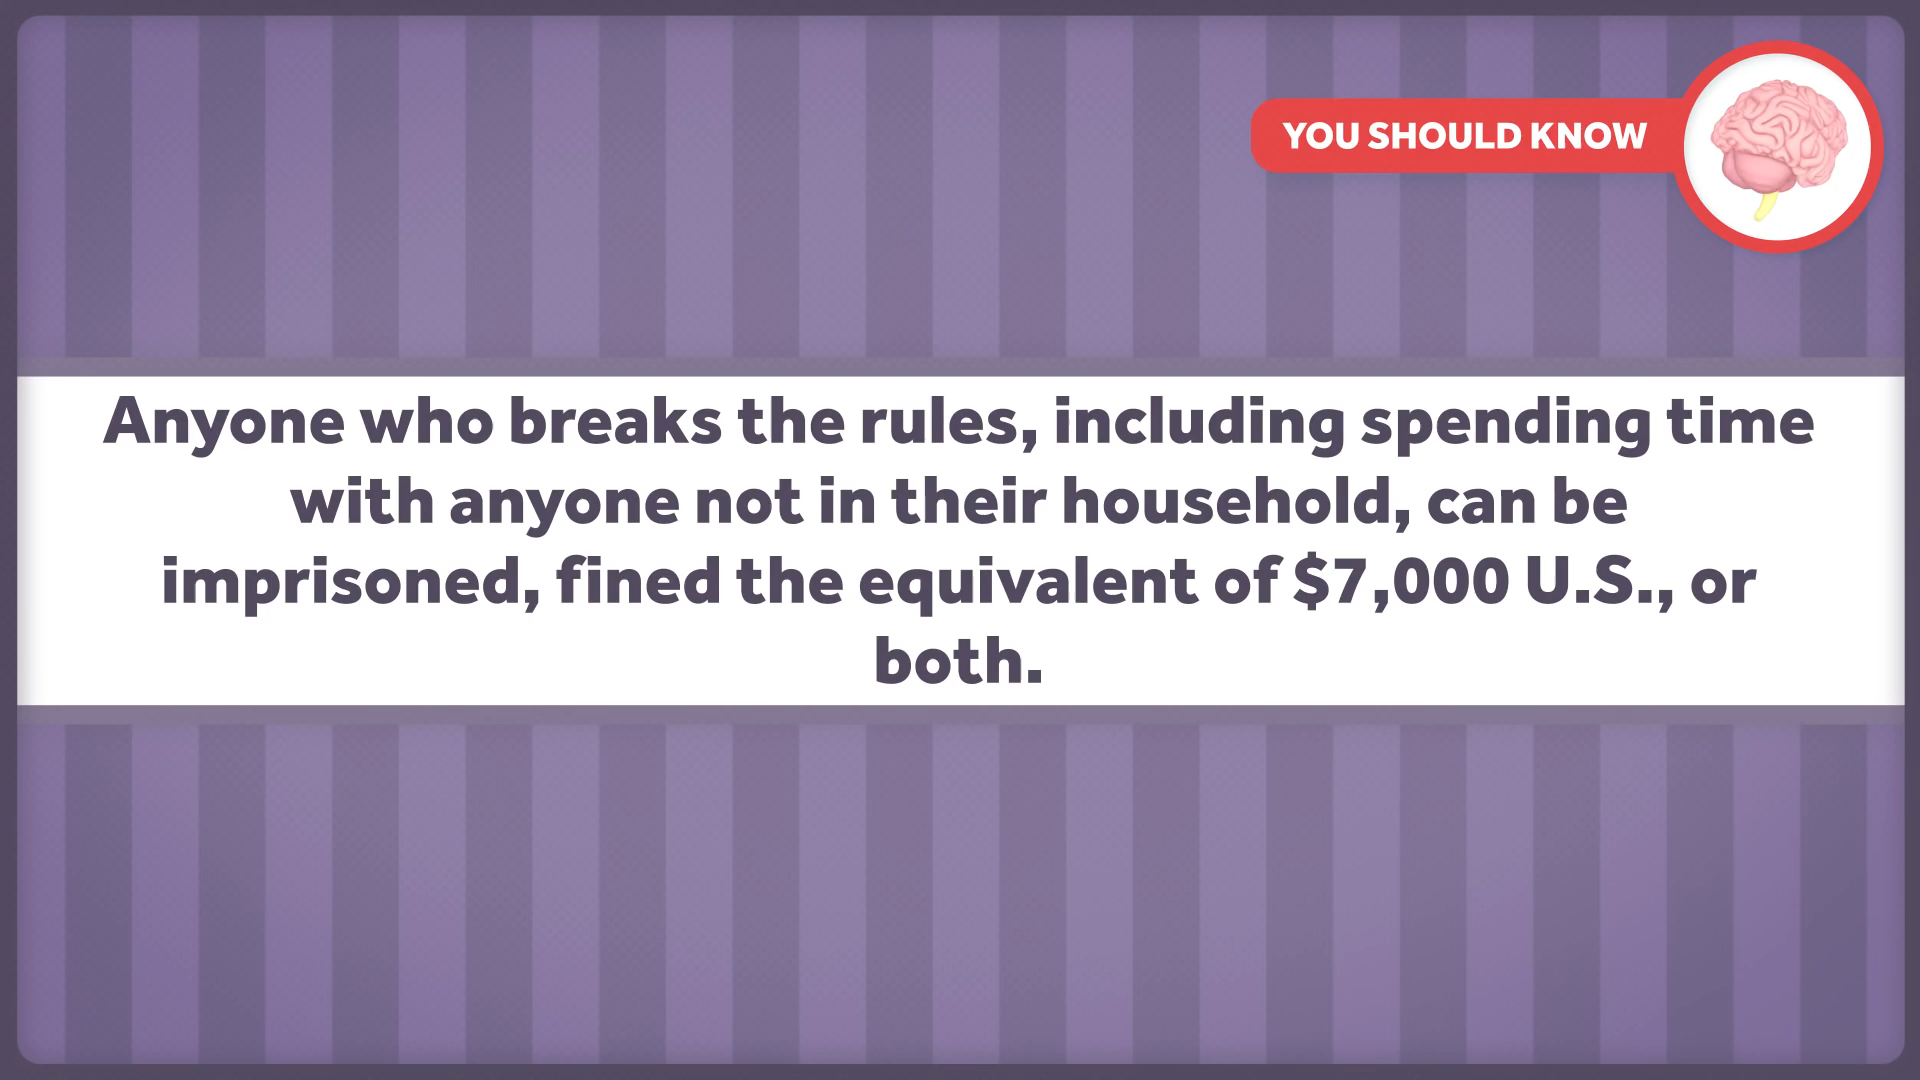 YOU SHOULD KNOW
Anyone who breaks the rules, including spending time
with anyone not in their household, can be
imprisoned, fined the equivalent of $7,000 U.S., or
both.